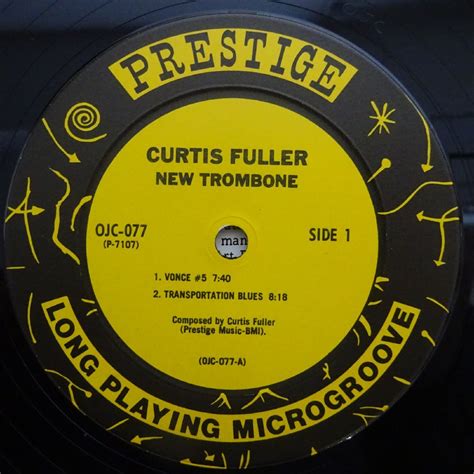 PRESTIGE
CURTIS FULLER
NEW TROMBONE
OJC-077
(P-7107)
SIDE 1
man
1. VONCE #5 7:40
2. TRANSPORTATION BLUES 8:18
Composed by Curtis Fuller
(Prestige Music-BMI).
(OJC-077-A)
LONG PLAYING MICROGROOVE